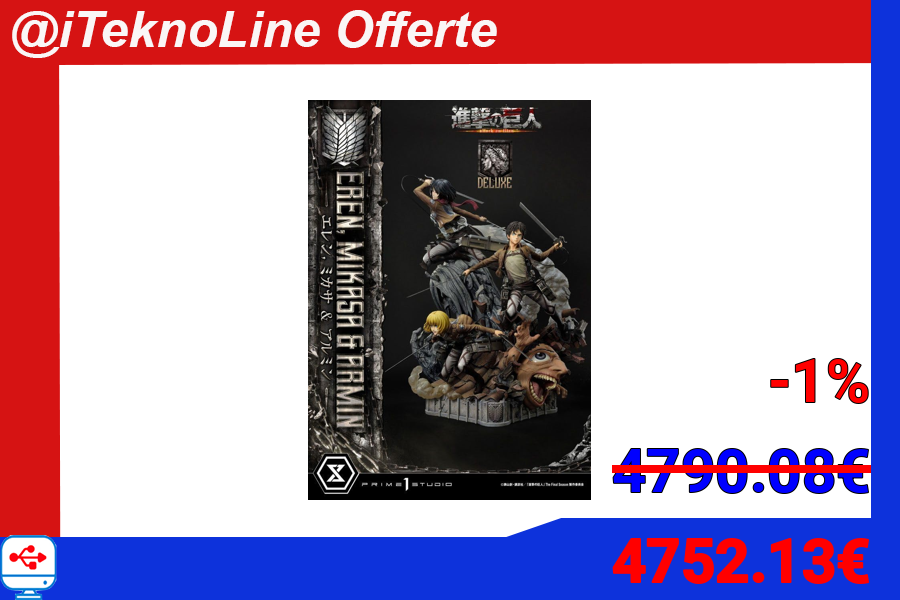 @iTeknoLine Offerte
進撃の巨人
DELUXE
EREN, MIKASA & ARMIN
エレン, ミカサ & アルミン
PRIME 1 STUDIO
-1%
4790.08€
4752.13€